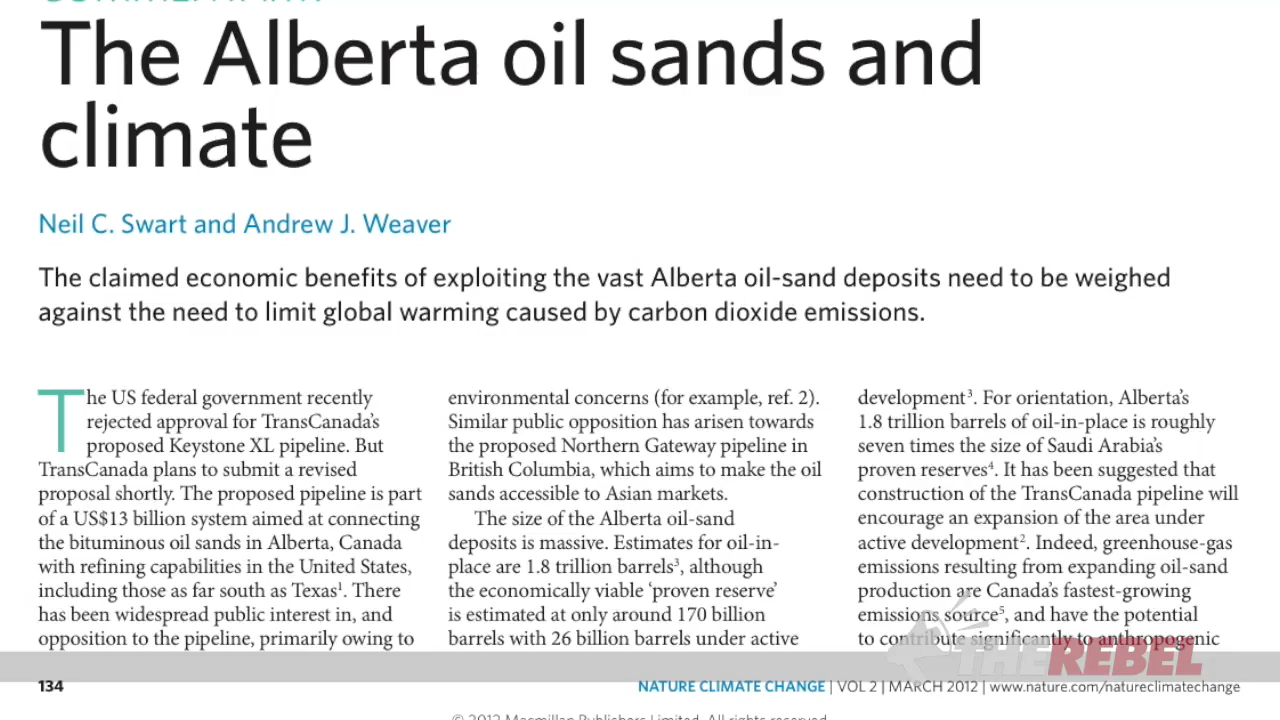 The Alberta oil sands and
climate
Neil C. Swart and Andrew J. Weaver
The claimed economic benefits of exploiting the vast Alberta oil-sand deposits need to be weighed
against the need to limit global warming caused by carbon dioxide emissions.
The US federal government recently
rejected approval for TransCanada’s
proposed Keystone XL pipeline. But
TransCanada plans to submit a revised
proposal shortly. The proposed pipeline is part
of a US$13 billion system aimed at connecting
the bituminous oil sands in Alberta, Canada
with refining capabilities in the United States,
including those as far south as Texas¹. There
has been widespread public interest in, and
opposition to the pipeline, primarily owing to
environmental concerns (for example, ref. 2).
Similar public opposition has arisen towards
the proposed Northern Gateway pipeline in
British Columbia, which aims to make the oil
sands accessible to Asian markets.
The size of the Alberta oil-sand
deposits is massive. Estimates for oil-in-
place are 1.8 trillion barrels³, although
the economically viable ‘proven reserve’
is estimated at only around 170 billion
barrels with 26 billion barrels under active
development³. For orientation, Alberta’s
1.8 trillion barrels of oil-in-place is roughly
seven times the size of Saudi Arabia’s
proven reserves⁴. It has been suggested that
construction of the TransCanada pipeline will
encourage an expansion of the area under
active development². Indeed, greenhouse-gas
emissions resulting from expanding oil-sand
production are Canada’s fastest-growing
emissions source⁵, and have the potential
to contribute significantly to anthropogenic
THE REBEL
134
NATURE CLIMATE CHANGE | VOL 2 | MARCH 2012 | www.nature.com/natureclimatechange
© 2012 Macmillan Publishers Limited. All rights reserved